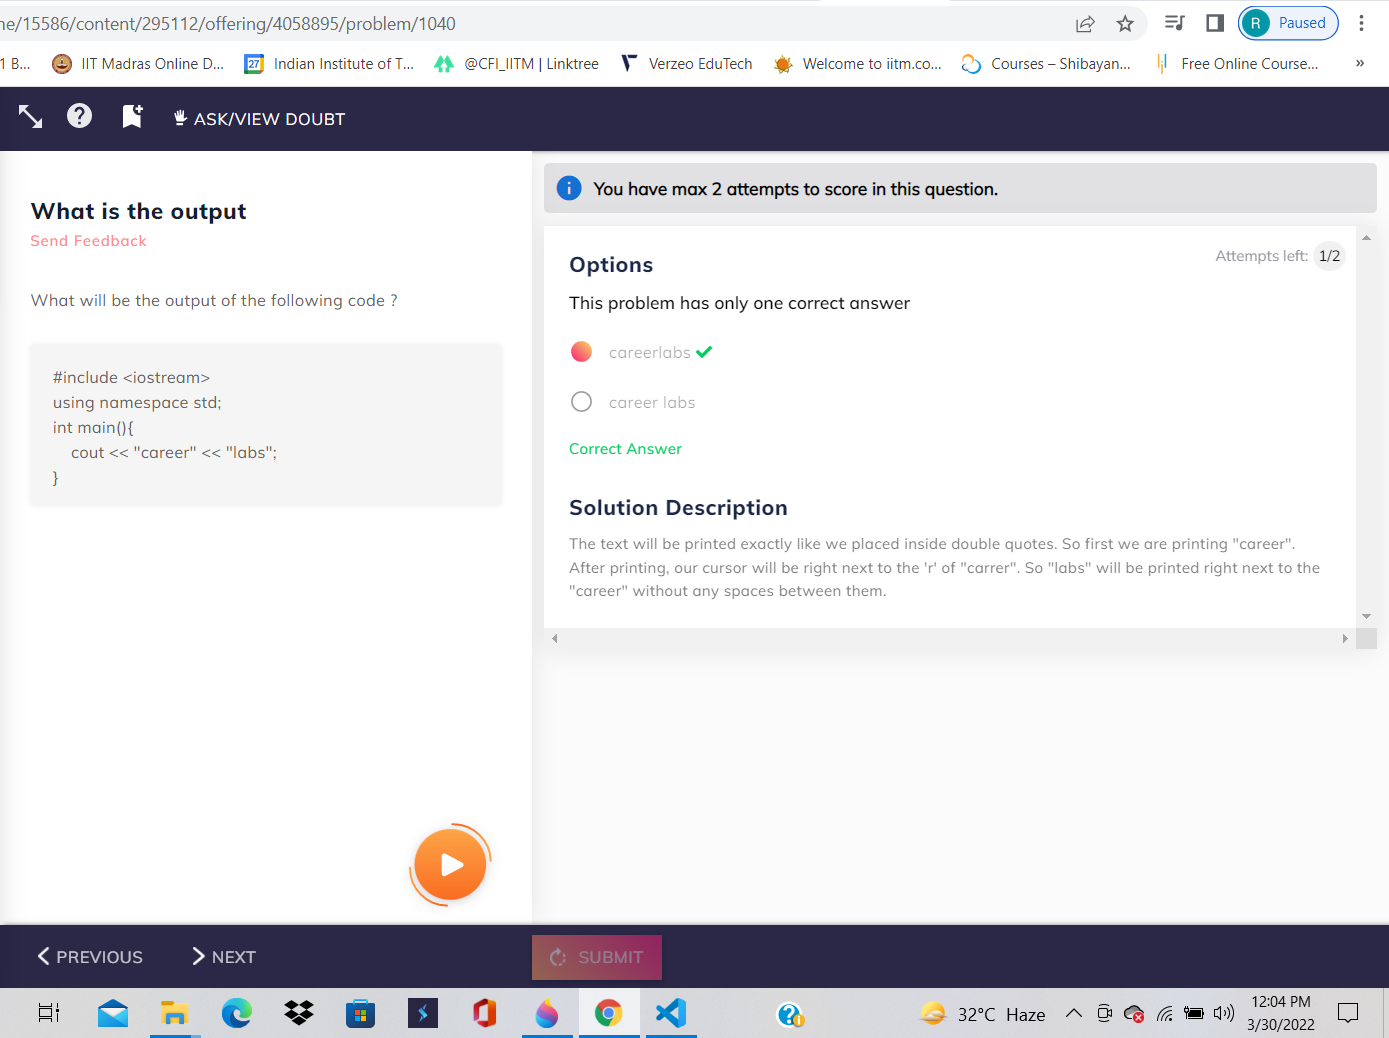 ne/15586/content/295112/offering/4058895/problem/1040
R Paused
1 B... IIT Madras Online D... 27 Indian Institute of T... @CFI_IITM | Linktree Verzeo EduTech Welcome to iitm.co... Courses – Shibayan... Free Online Course... »
? ASK/VIEW DOUBT
What is the output
Send Feedback
What will be the output of the following code ?
#include <iostream>
using namespace std;
int main(){
cout << "career" << "labs";
}
i You have max 2 attempts to score in this question.
Attempts left: 1/2
Options
This problem has only one correct answer
careerlabs
career labs
Correct Answer
Solution Description
The text will be printed exactly like we placed inside double quotes. So first we are printing "career".
After printing, our cursor will be right next to the 'r' of "carrer". So "labs" will be printed right next to the
"career" without any spaces between them.
PREVIOUS NEXT SUBMIT
32°C Haze
12:04 PM
3/30/2022